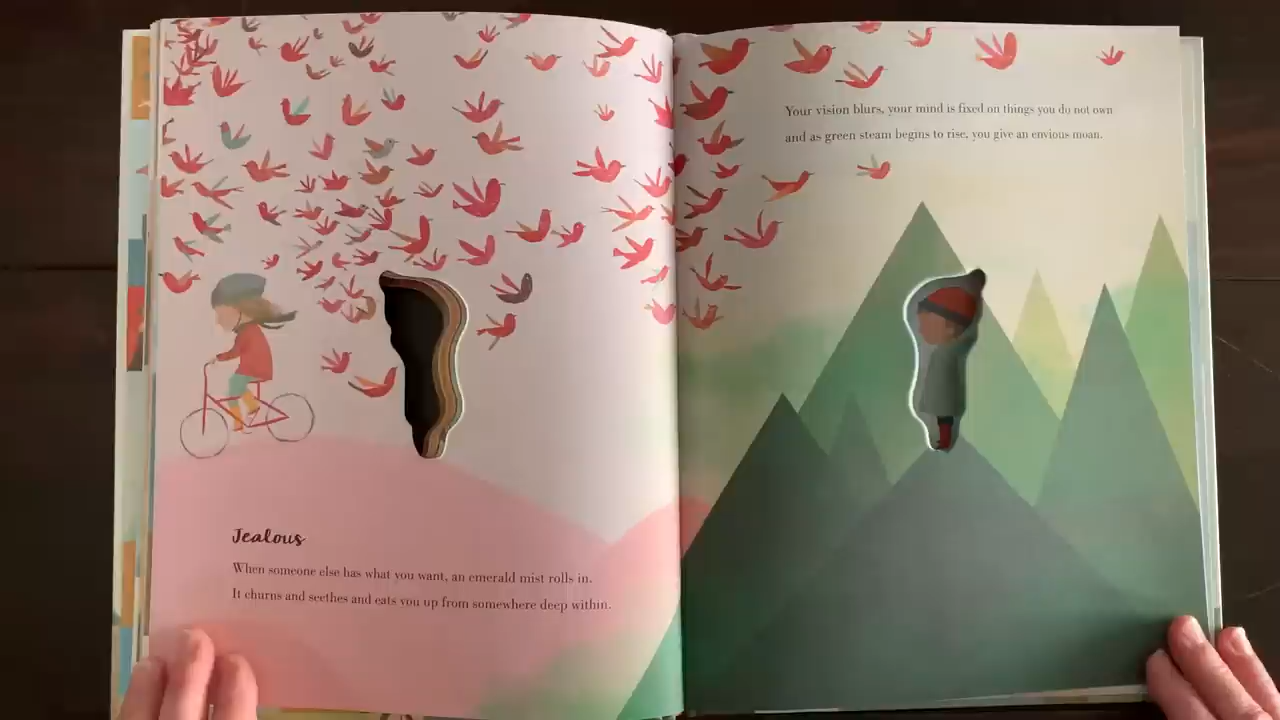 Jealous
When someone else has what you want, an emerald mist rolls in.
It churns and seethes and eats you up from somewhere deep within.
Your vision blurs, your mind is fixed on things you do not own
and as green steam begins to rise, you give an envious moan.